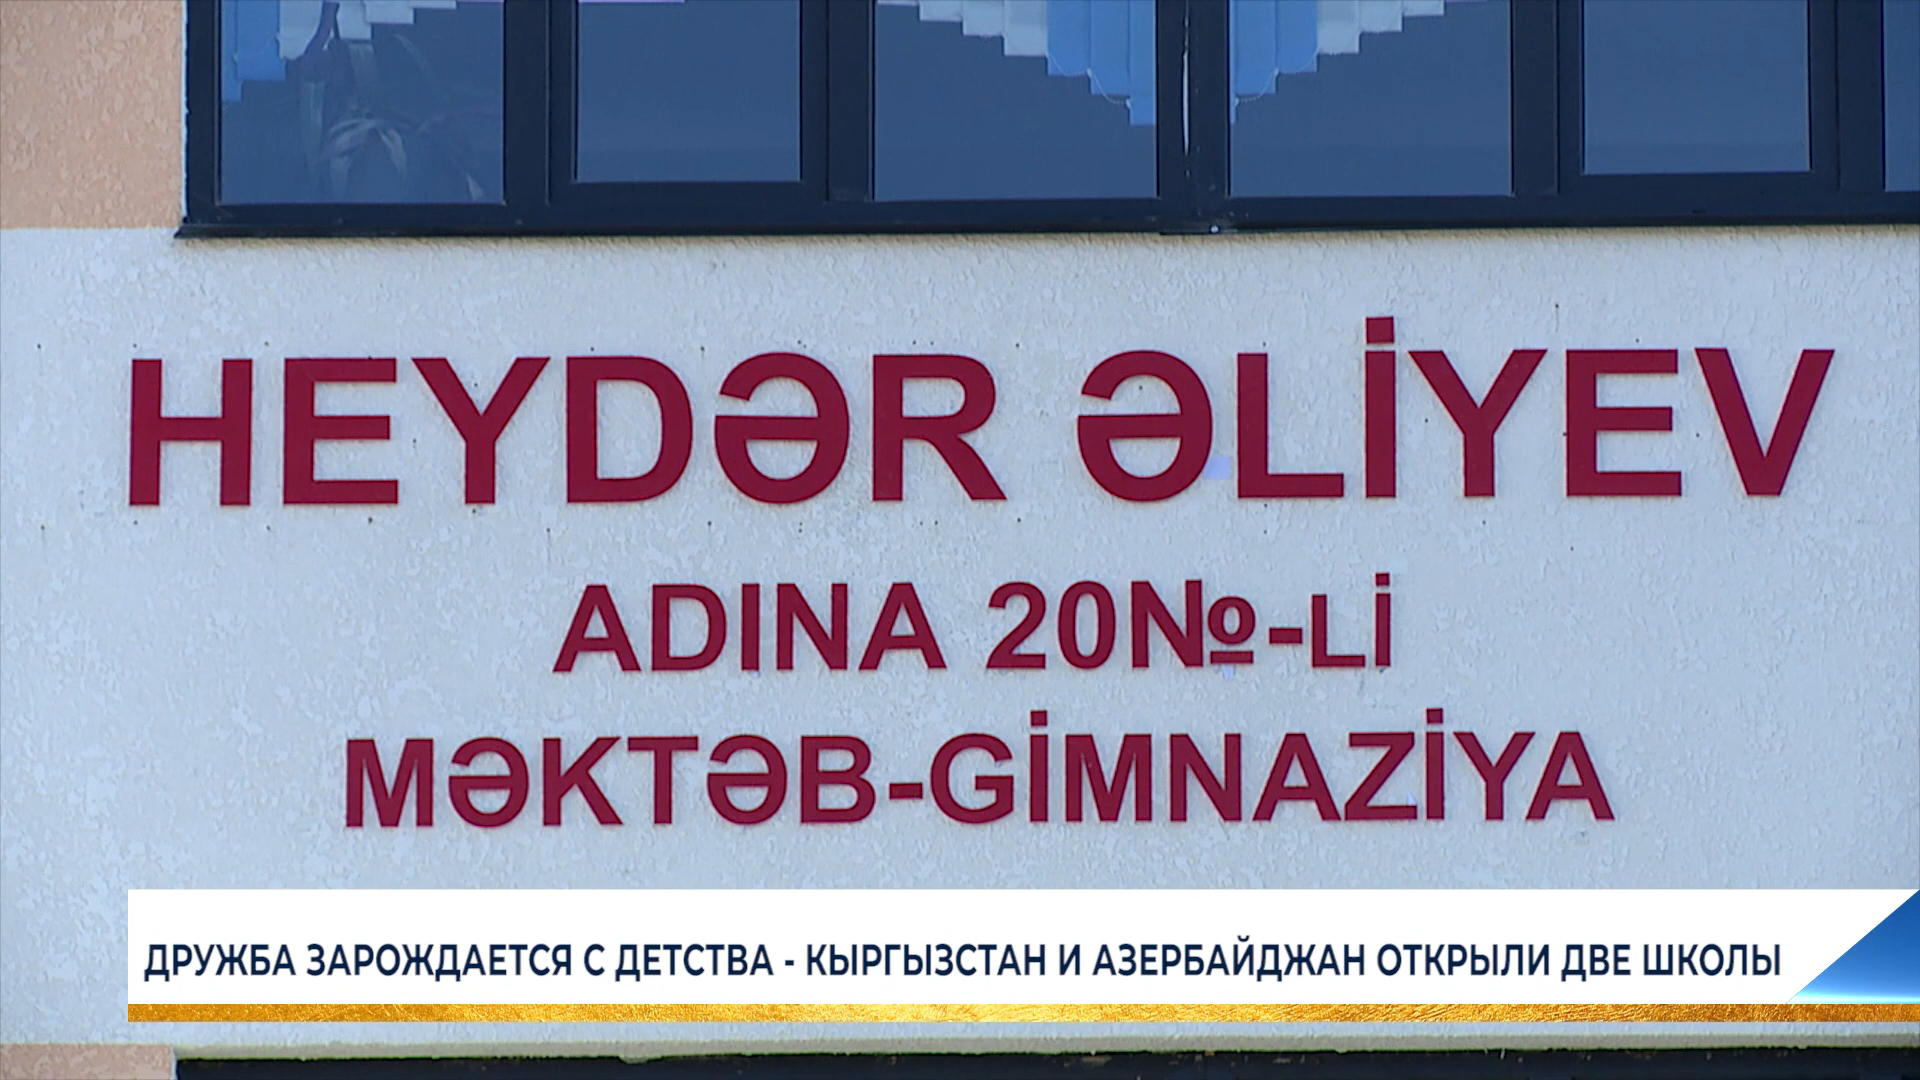 HEYDƏR ƏLİYEV
ADINA 20№-Lİ
MƏKTƏB-GİMNAZİYA
ДРУЖБА ЗАРОЖДАЕТСЯ С ДЕТСТВА - КЫРГЫЗСТАН И АЗЕРБАЙДЖАН ОТКРЫЛИ ДВЕ ШКОЛЫ